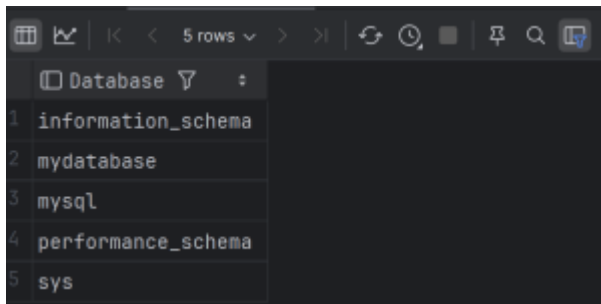 5 rows
Database
1 information_schema
2 mydatabase
3 mysql
4 performance_schema
5 sys